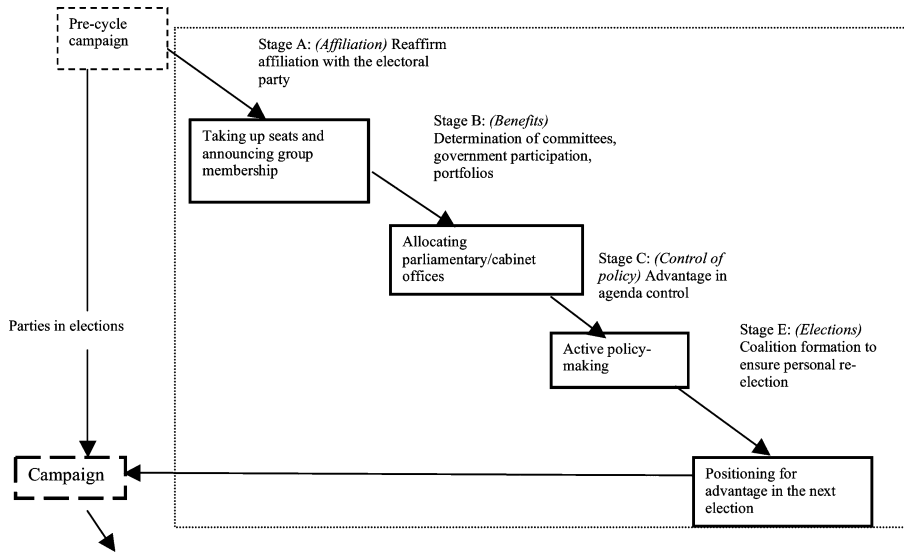 Pre-cycle
campaign
Stage A: (Affiliation) Reaffirm
affiliation with the electoral
party
Taking up seats and
announcing group
membership
Stage B: (Benefits)
Determination of committees,
government participation,
portfolios
Allocating
parliamentary/cabinet
offices
Stage C: (Control of
policy) Advantage in
agenda control
Parties in elections
Active policy-
making
Stage E: (Elections)
Coalition formation to
ensure personal re-
election
Campaign
Positioning for
advantage in the next
election